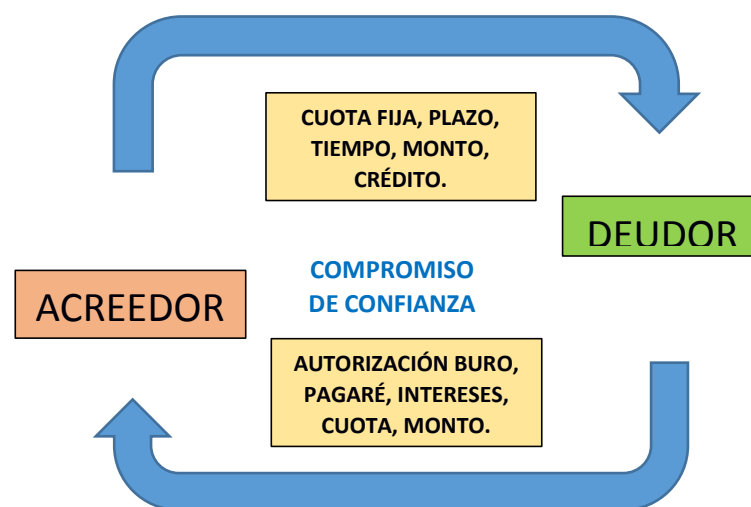 CUOTA FIJA, PLAZO,
TIEMPO, MONTO,
CRÉDITO.
DEUDOR
COMPROMISO
DE CONFIANZA
ACREEDOR
AUTORIZACIÓN BURO,
PAGARÉ, INTERESES,
CUOTA, MONTO.